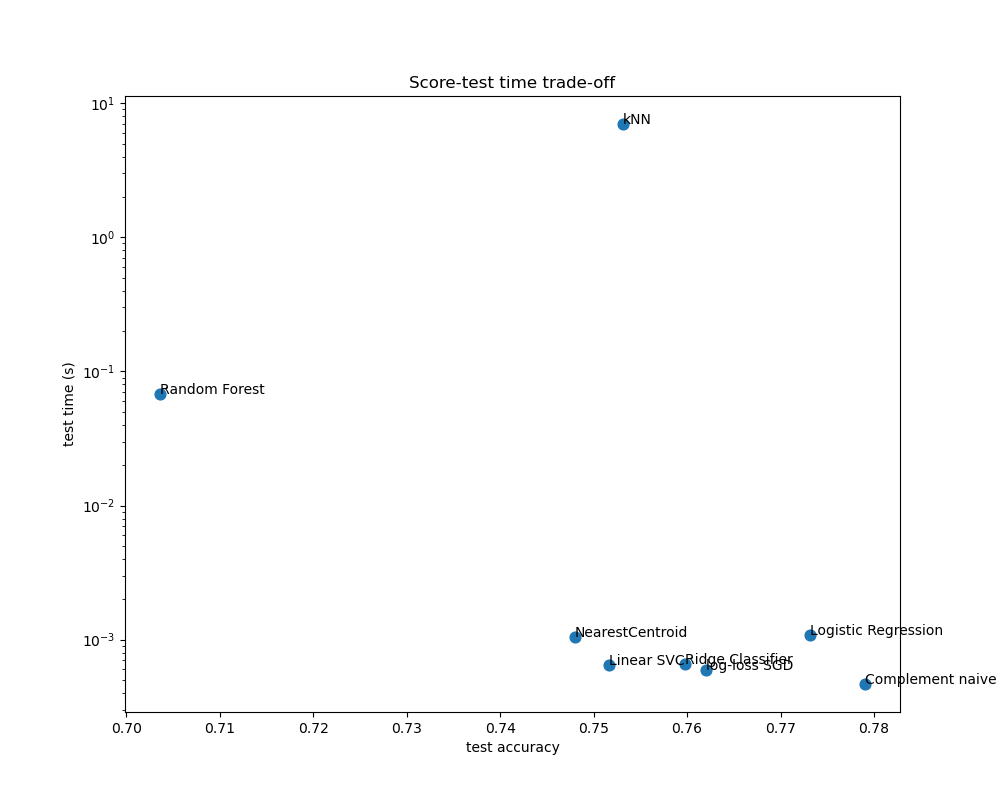 Score-test time trade-off
10¹
kNN
10⁰
10⁻¹
Random Forest
test time (s)
10⁻²
10⁻³
NearestCentroid
Logistic Regression
Linear SVC
Ridge Classifier
log-loss SGD
Complement naive
0.70 0.71 0.72 0.73 0.74 0.75 0.76 0.77 0.78
test accuracy